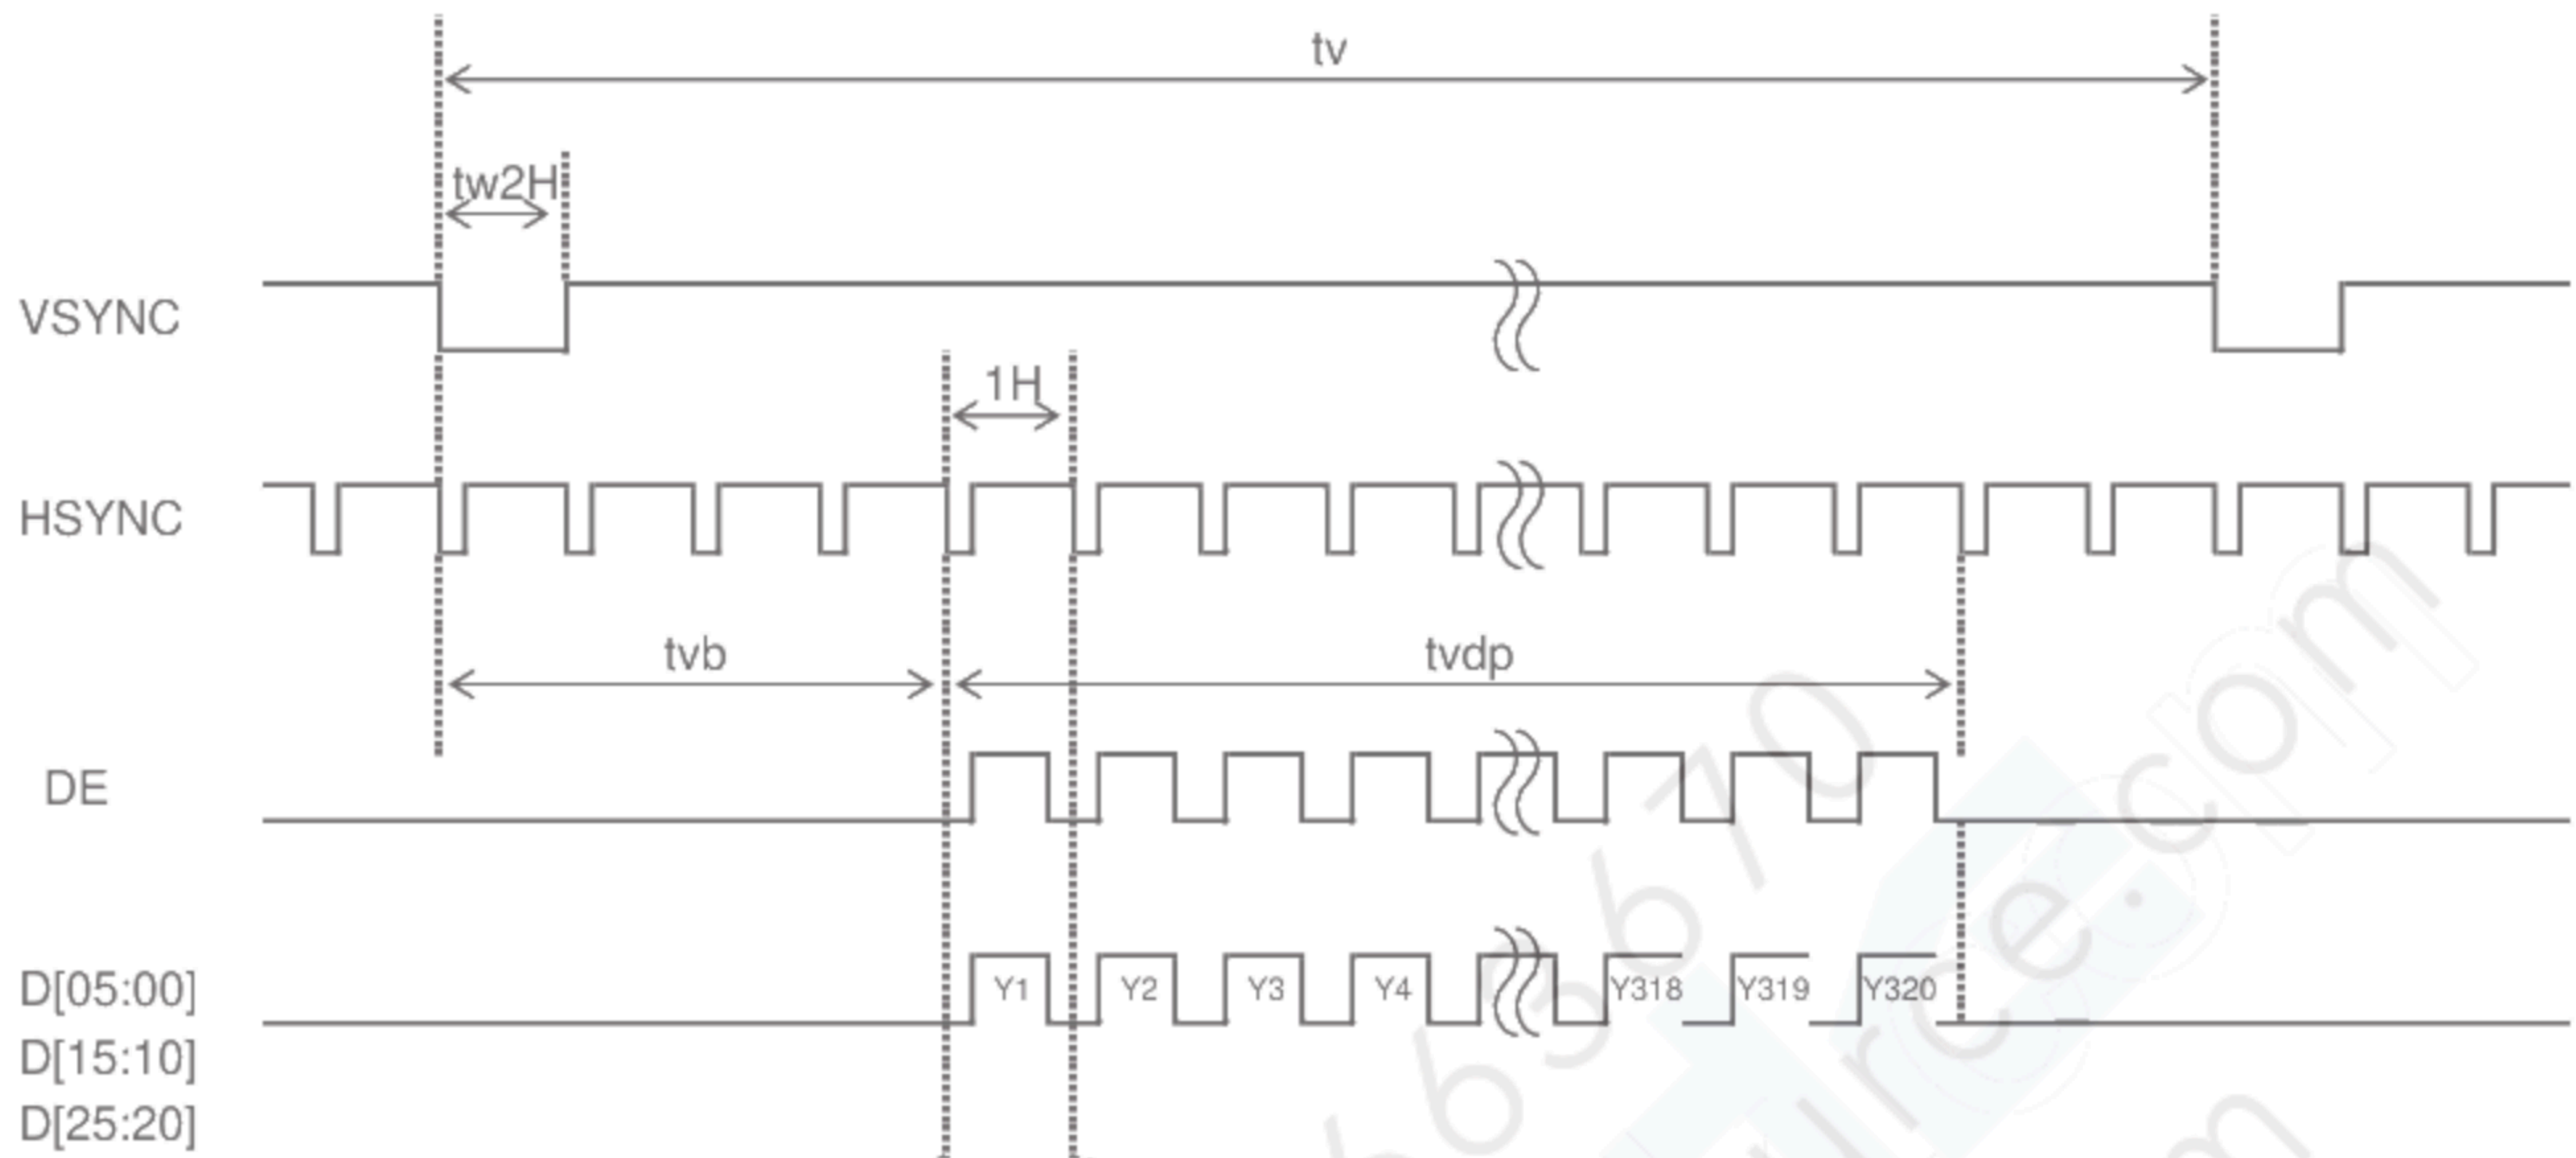 tv
tw2H
VSYNC
1H
HSYNC
tvb tvdp
DE
D[05:00] Y1 Y2 Y3 Y4 Y318 Y319 Y320
D[15:10]
D[25:20]